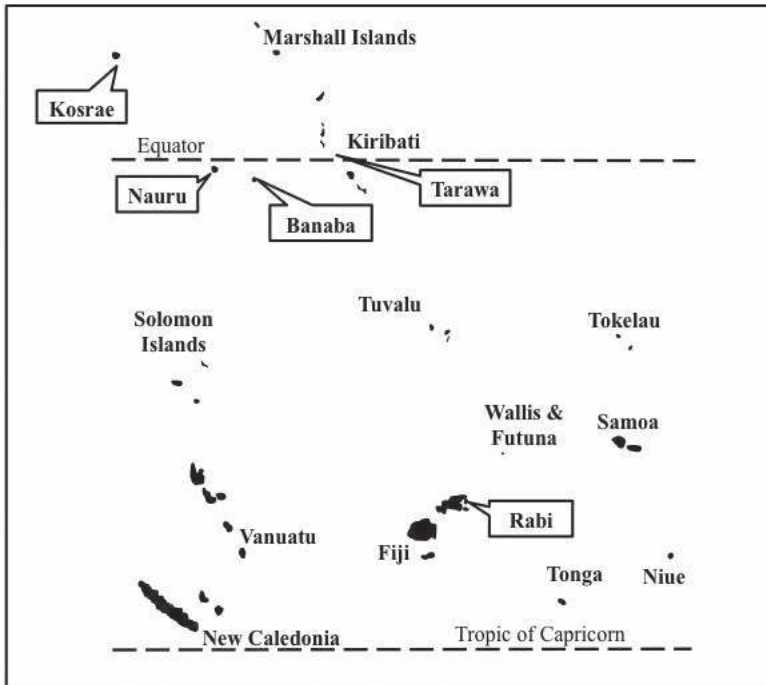 Marshall Islands
Kosrae
Equator
Kiribati
Nauru
Tarawa
Banaba
Tuvalu
Solomon
Islands
Tokelau
Wallis &
Futuna
Samoa
Rabi
Vanuatu
Fiji
Tonga
Niue
New Caledonia
Tropic of Capricorn